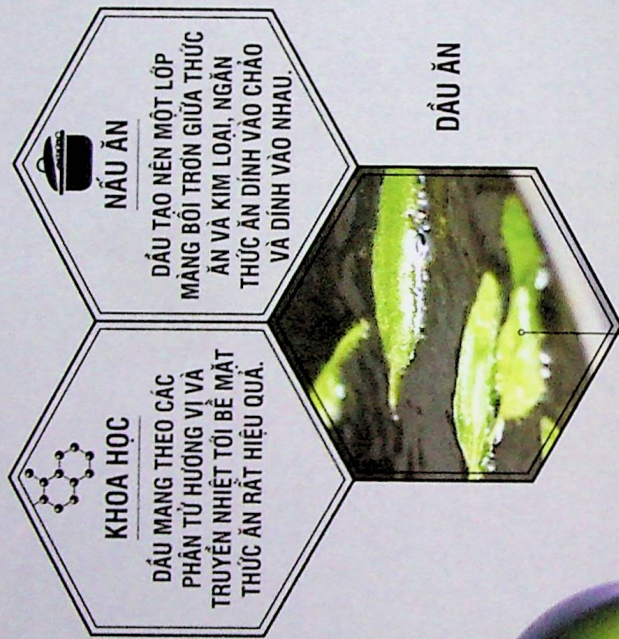 KHOA HỌC
DẦU MANG THEO CÁC
PHÂN TỬ HƯƠNG VỊ VÀ
TRUYỀN NHIỆT TỚI BỀ MẶT
THỨC ĂN RẤT HIỆU QUẢ.
NẤU ĂN
DẦU TẠO NÊN MỘT LỚP
MÀNG BÔI TRƠN GIỮA THỨC
ĂN VÀ KIM LOẠI, NGĂN
THỨC ĂN DÍNH VÀO CHẢO
VÀ DÍNH VÀO NHAU.
DẦU ĂN